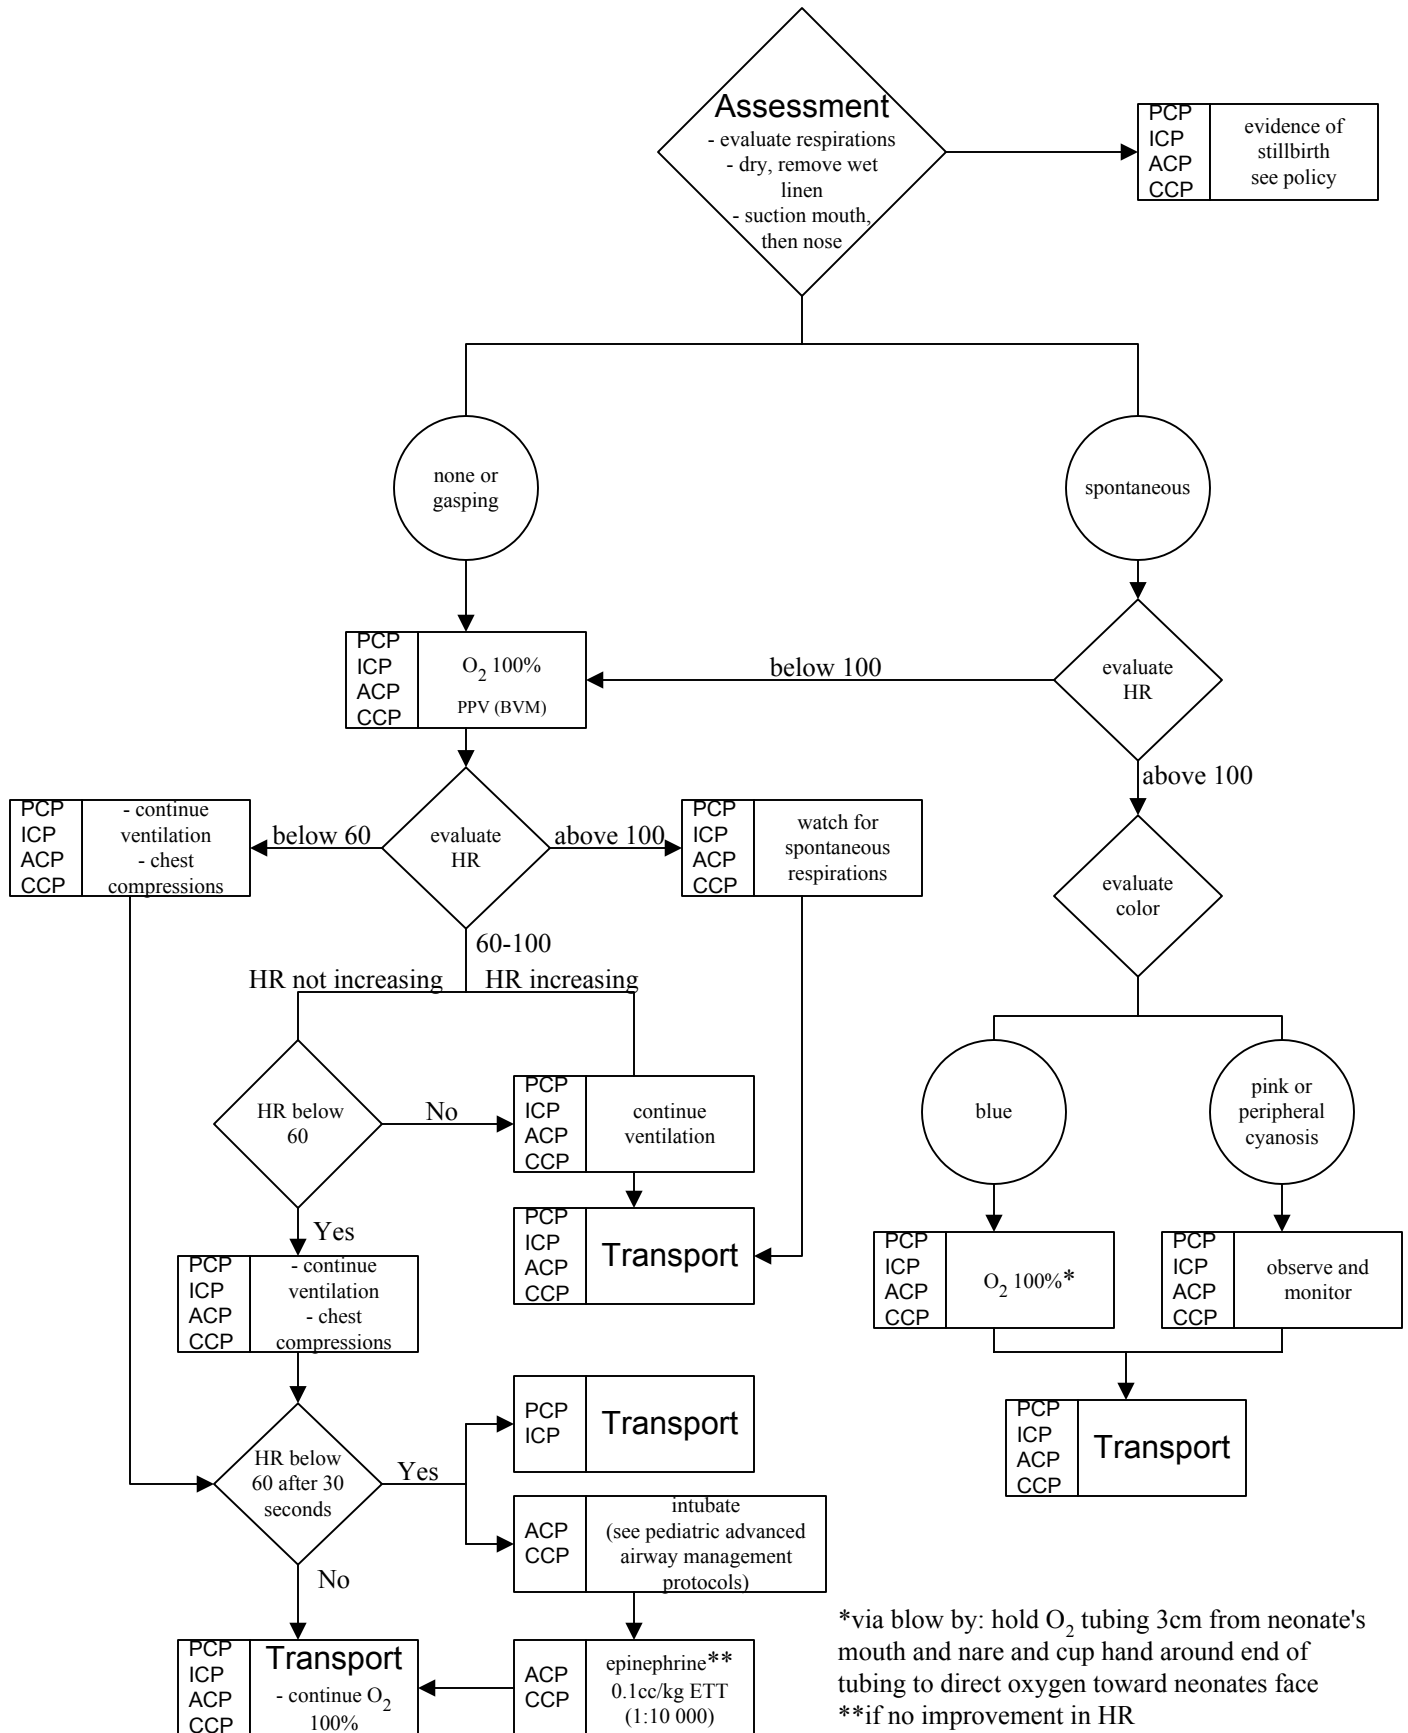 Assessment
- evaluate respirations
- dry, remove wet
linen
- suction mouth,
then nose
PCP
ICP
ACP
CCP
evidence of
stillbirth
see policy
none or
gasping
spontaneous
PCP
ICP
ACP
CCP
O2 100%
PPV (BVM)
below 100
evaluate
HR
above 100
PCP
ICP
ACP
CCP
- continue
ventilation
- chest
compressions
below 60
evaluate
HR
above 100
PCP
ICP
ACP
CCP
watch for
spontaneous
respirations
evaluate
color
60-100
HR not increasing
HR increasing
HR below
60
No
PCP
ICP
ACP
CCP
continue
ventilation
blue
pink or
peripheral
cyanosis
Yes
PCP
ICP
ACP
CCP
Transport
PCP
ICP
ACP
CCP
O2 100%*
PCP
ICP
ACP
CCP
observe and
monitor
PCP
ICP
ACP
CCP
- continue
ventilation
- chest
compressions
PCP
ICP
Transport
PCP
ICP
ACP
CCP
Transport
HR below
60 after 30
seconds
Yes
ACP
CCP
intubate
(see pediatric advanced
airway management
protocols)
No
PCP
ICP
ACP
CCP
Transport
- continue O2
100%
ACP
CCP
epinephrine**
0.1cc/kg ETT
(1:10 000)
*via blow by: hold O2 tubing 3cm from neonate's
mouth and nare and cup hand around end of
tubing to direct oxygen toward neonates face
**if no improvement in HR